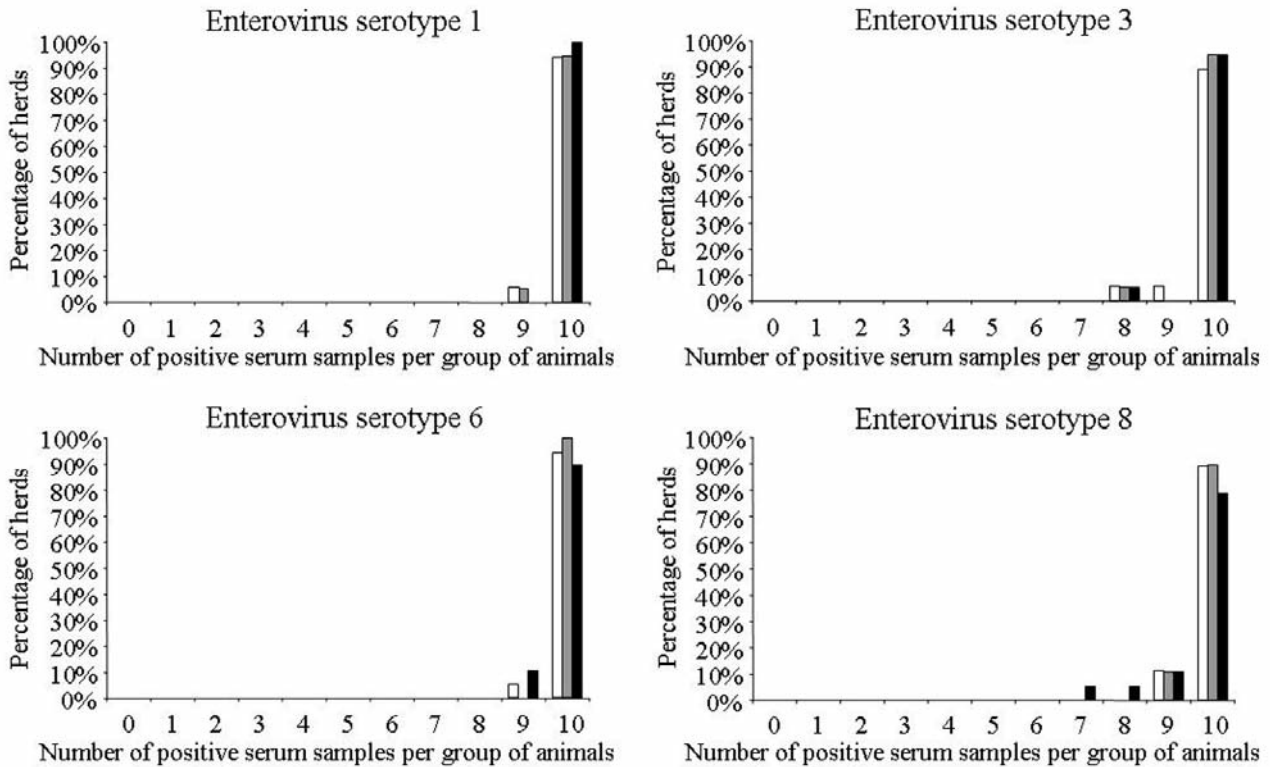 Enterovirus serotype 1
Percentage of herds
100%
90%
80%
70%
60%
50%
40%
30%
20%
10%
0%
0 1 2 3 4 5 6 7 8 9 10
Number of positive serum samples per group of animals
Enterovirus serotype 3
Percentage of herds
100%
90%
80%
70%
60%
50%
40%
30%
20%
10%
0%
0 1 2 3 4 5 6 7 8 9 10
Number of positive serum samples per group of animals
Enterovirus serotype 6
Percentage of herds
100%
90%
80%
70%
60%
50%
40%
30%
20%
10%
0%
0 1 2 3 4 5 6 7 8 9 10
Number of positive serum samples per group of animals
Enterovirus serotype 8
Percentage of herds
100%
90%
80%
70%
60%
50%
40%
30%
20%
10%
0%
0 1 2 3 4 5 6 7 8 9 10
Number of positive serum samples per group of animals